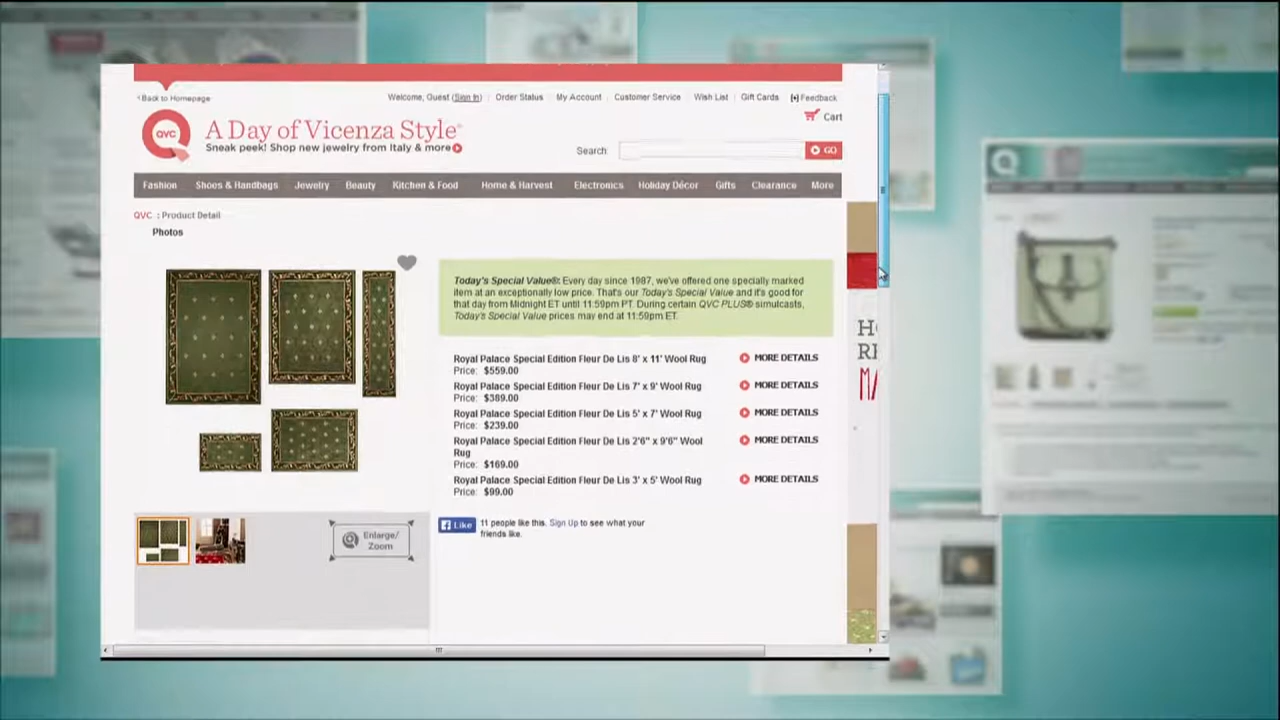 Back to Homepage
Welcome, Guest (Sign In) Order Status My Account Customer Service Wish List Gift Cards [+] Feedback
Cart
QVC
A Day of Vicenza Style
Sneak peek! Shop new jewelry from Italy & more
Search: GO
Fashion Shoes & Handbags Jewelry Beauty Kitchen & Food Home & Harvest Electronics Holiday Décor Gifts Clearance More
QVC : Product Detail
Photos
Today's Special Value®: Every day since 1987, we've offered one specially marked
item at an exceptionally low price. That's our Today's Special Value and it's good for
that day from Midnight ET until 11:59pm PT. During certain QVC PLUS® simulcasts,
Today's Special Value prices may end at 11:59pm ET.
Royal Palace Special Edition Fleur De Lis 8' x 11' Wool Rug MORE DETAILS
Price: $559.00
Royal Palace Special Edition Fleur De Lis 7' x 9' Wool Rug MORE DETAILS
Price: $389.00
Royal Palace Special Edition Fleur De Lis 5' x 7' Wool Rug MORE DETAILS
Price: $239.00
Royal Palace Special Edition Fleur De Lis 2'6" x 9'6" Wool MORE DETAILS
Rug
Price: $169.00
Royal Palace Special Edition Fleur De Lis 3' x 5' Wool Rug MORE DETAILS
Price: $99.00
Like 11 people like this. Sign Up to see what your
friends like.
Enlarge/
Zoom